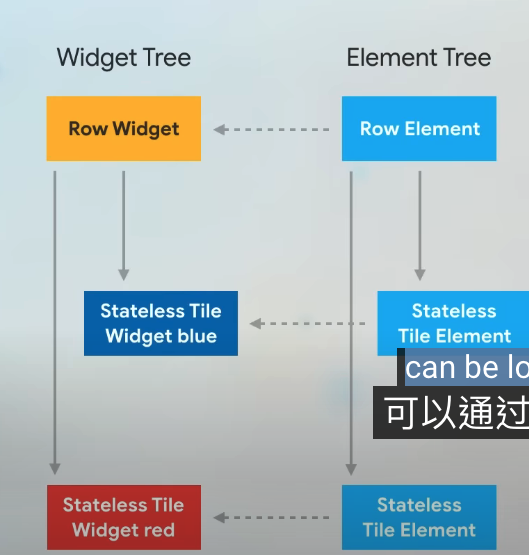 Widget Tree
Element Tree
Row Widget
Row Element
Stateless Tile
Widget blue
Stateless
Tile Element
can be lo
可以通过
Stateless Tile
Widget red
Stateless
Tile Element